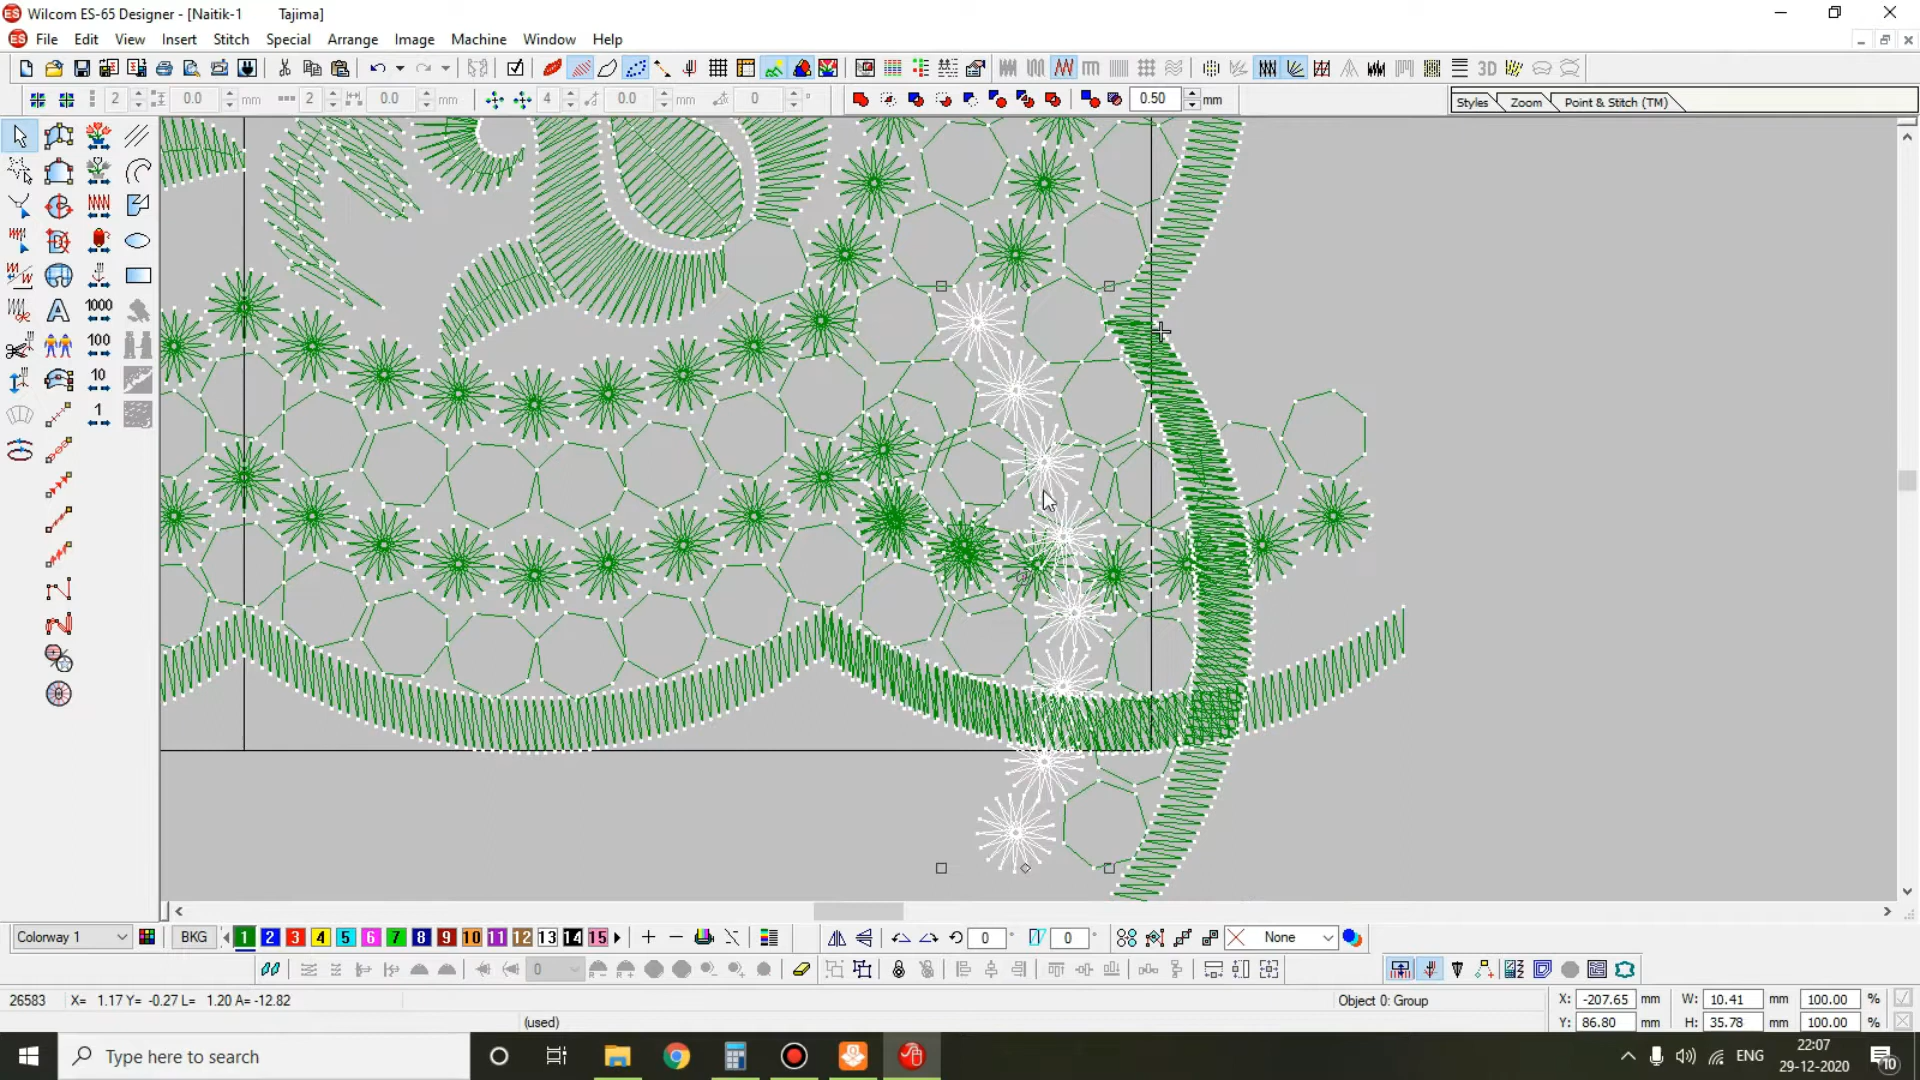 Wilcom ES-65 Designer - [Naitik-1 Tajima]
File Edit View Insert Stitch Special Arrange Image Machine Window Help
3D
2 0.0 mm 2 0.0 mm 4 0.0 mm 0 0.50 mm
Styles Zoom Point & Stitch (TM)
A 1000
100
10
1
Colorway 1 BKG 1 2 3 4 5 6 7 8 9 10 11 12 13 14 15 0 ° 0 ° None
0
26583 X= 1.17 Y= -0.27 L= 1.20 A= -12.82 Object 0: Group X: -207.65 mm W: 10.41 mm 100.00 %
(used) Y: 86.80 mm H: 35.78 mm 100.00 %
Type here to search ENG 22:07
29-12-2020 10